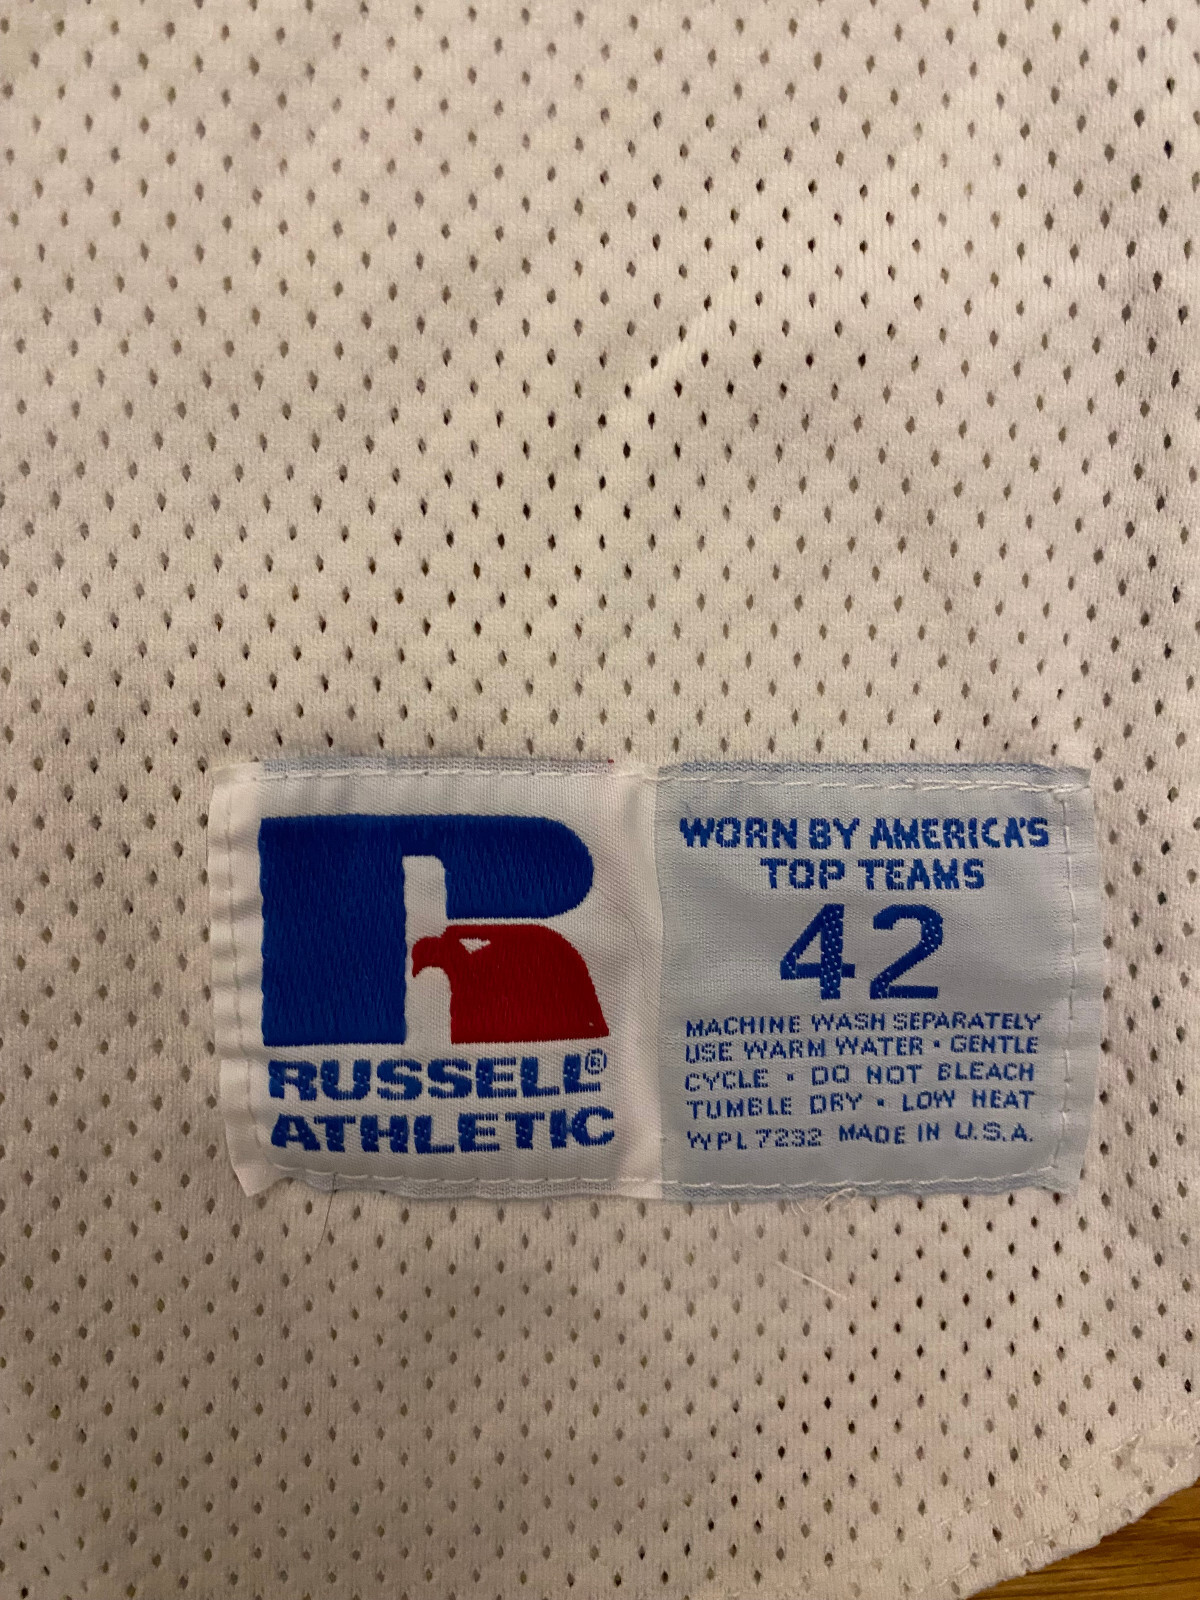 RUSSELL®
ATHLETIC
WORN BY AMERICA'S
TOP TEAMS
42
MACHINE WASH SEPARATELY
USE WARM WATER • GENTLE
CYCLE • DO NOT BLEACH
TUMBLE DRY • LOW HEAT
WPL 7232 MADE IN U.S.A.